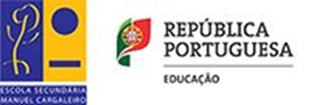 ESCOLA SECUNDÁRIA
MANUEL CARGALEIRO
REPÚBLICA
PORTUGUESA
EDUCAÇÃO